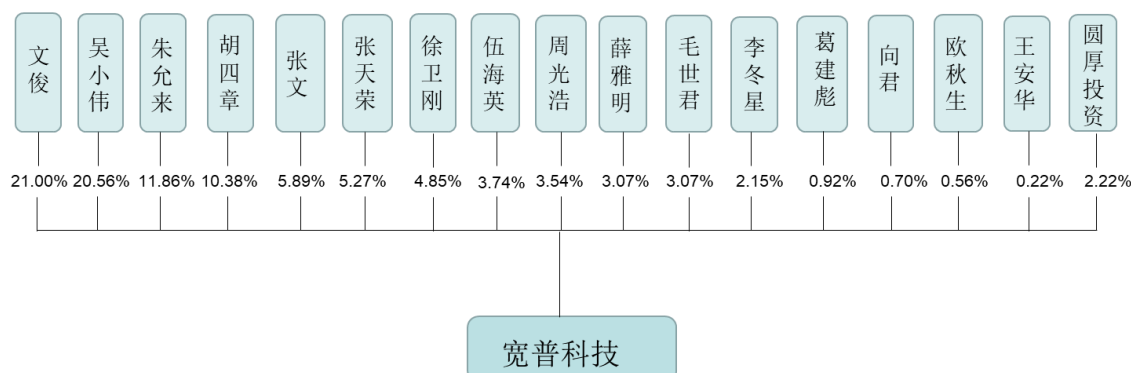 文俊
吴小伟
朱允来
胡四章
张文
张天荣
徐卫刚
伍海英
周光浩
薛雅明
毛世君
李冬星
葛建彪
向君
欧秋生
王安华
圆厚投资
21.00% 20.56% 11.86% 10.38% 5.89% 5.27% 4.85% 3.74% 3.54% 3.07% 3.07% 2.15% 0.92% 0.70% 0.56% 0.22% 2.22%
宽普科技